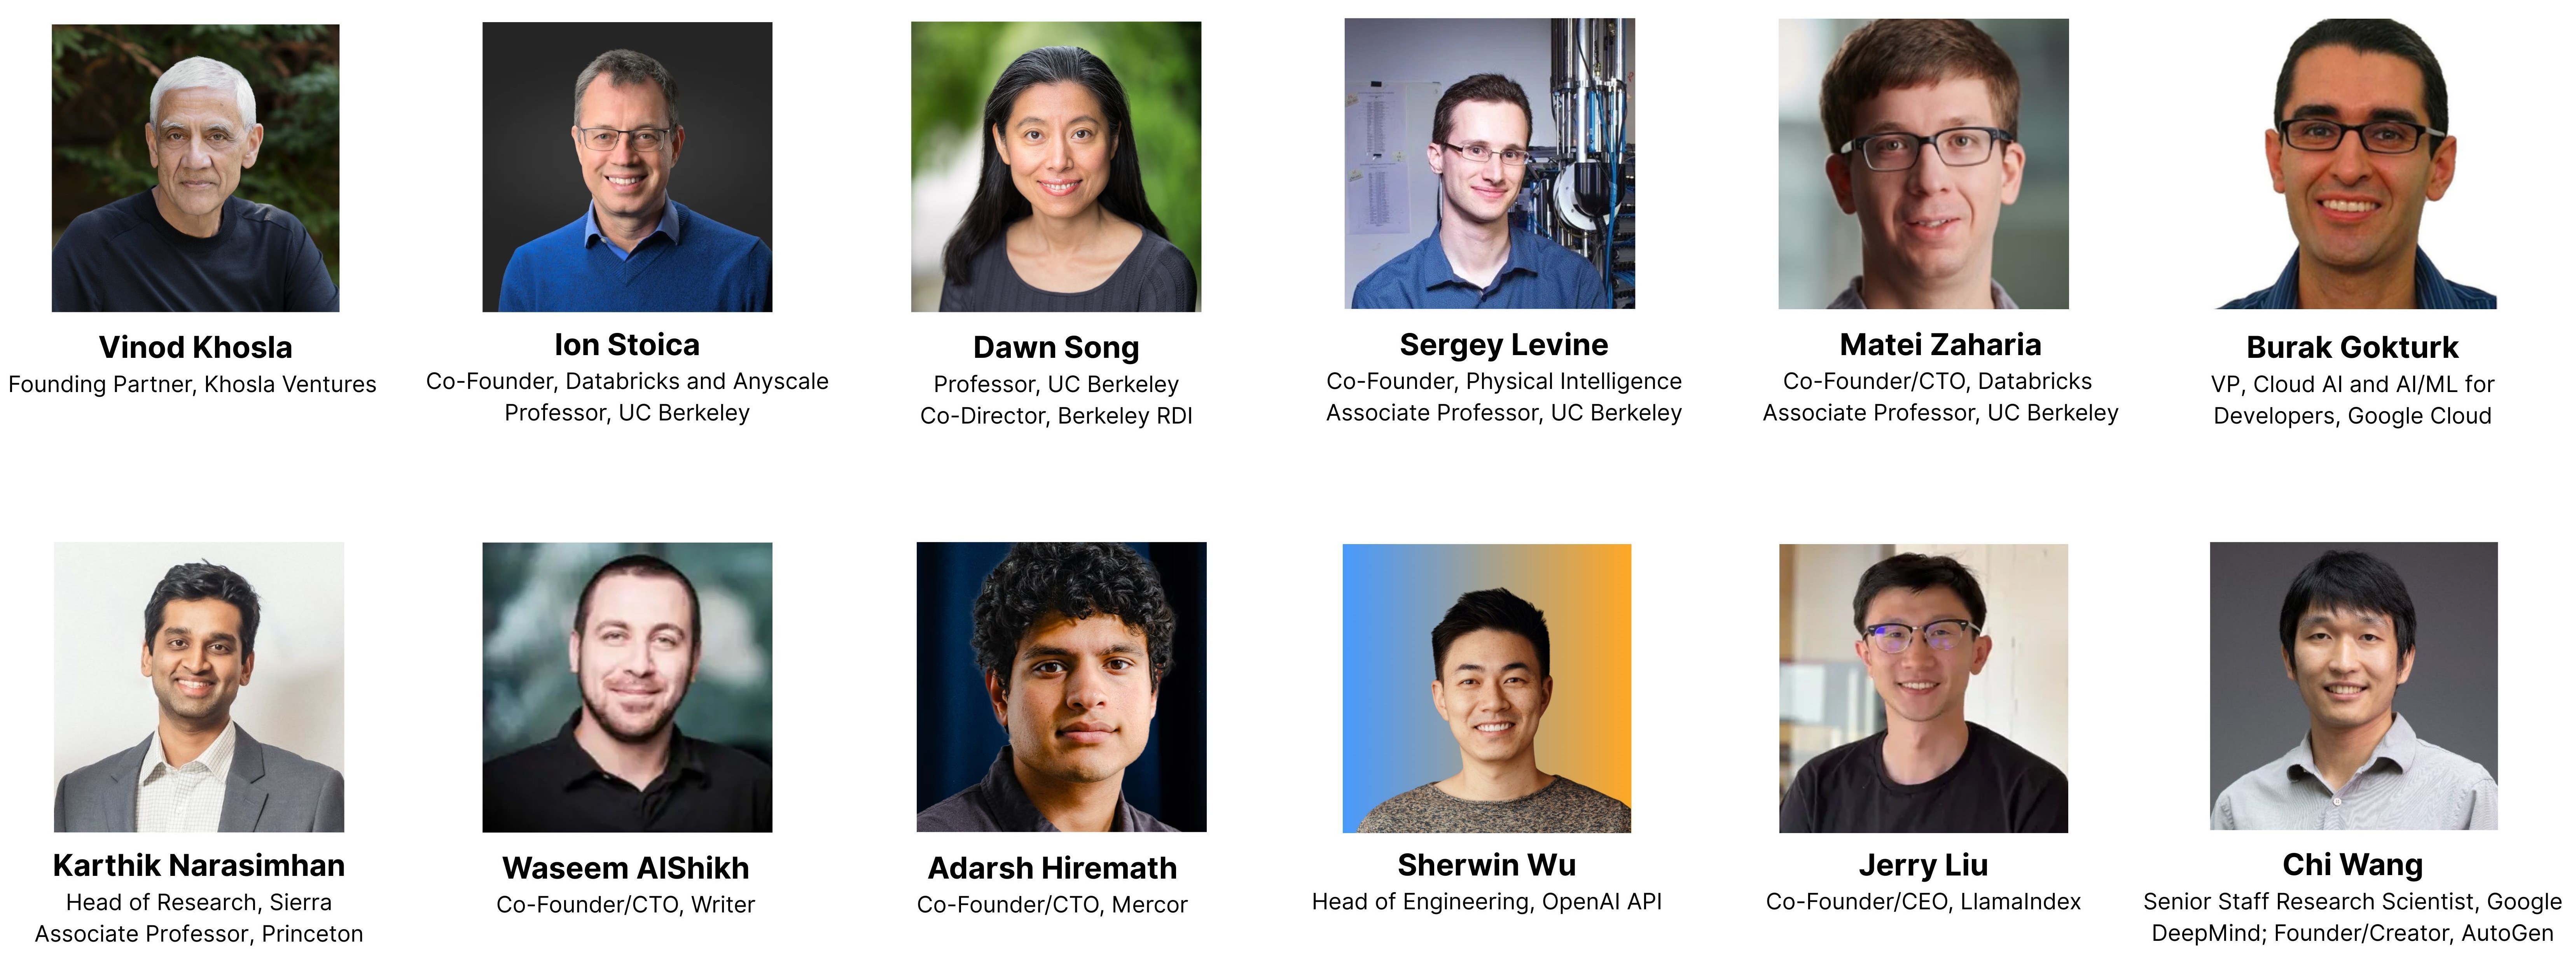 Vinod Khosla
Founding Partner, Khosla Ventures
Ion Stoica
Co-Founder, Databricks and Anyscale
Professor, UC Berkeley
Dawn Song
Professor, UC Berkeley
Co-Director, Berkeley RDI
Sergey Levine
Co-Founder, Physical Intelligence
Associate Professor, UC Berkeley
Matei Zaharia
Co-Founder/CTO, Databricks
Associate Professor, UC Berkeley
Burak Gokturk
VP, Cloud AI and AI/ML for
Developers, Google Cloud
Karthik Narasimhan
Head of Research, Sierra
Associate Professor, Princeton
Waseem AlShikh
Co-Founder/CTO, Writer
Adarsh Hiremath
Co-Founder/CTO, Mercor
Sherwin Wu
Head of Engineering, OpenAI API
Jerry Liu
Co-Founder/CEO, LlamaIndex
Chi Wang
Senior Staff Research Scientist, Google
DeepMind; Founder/Creator, AutoGen